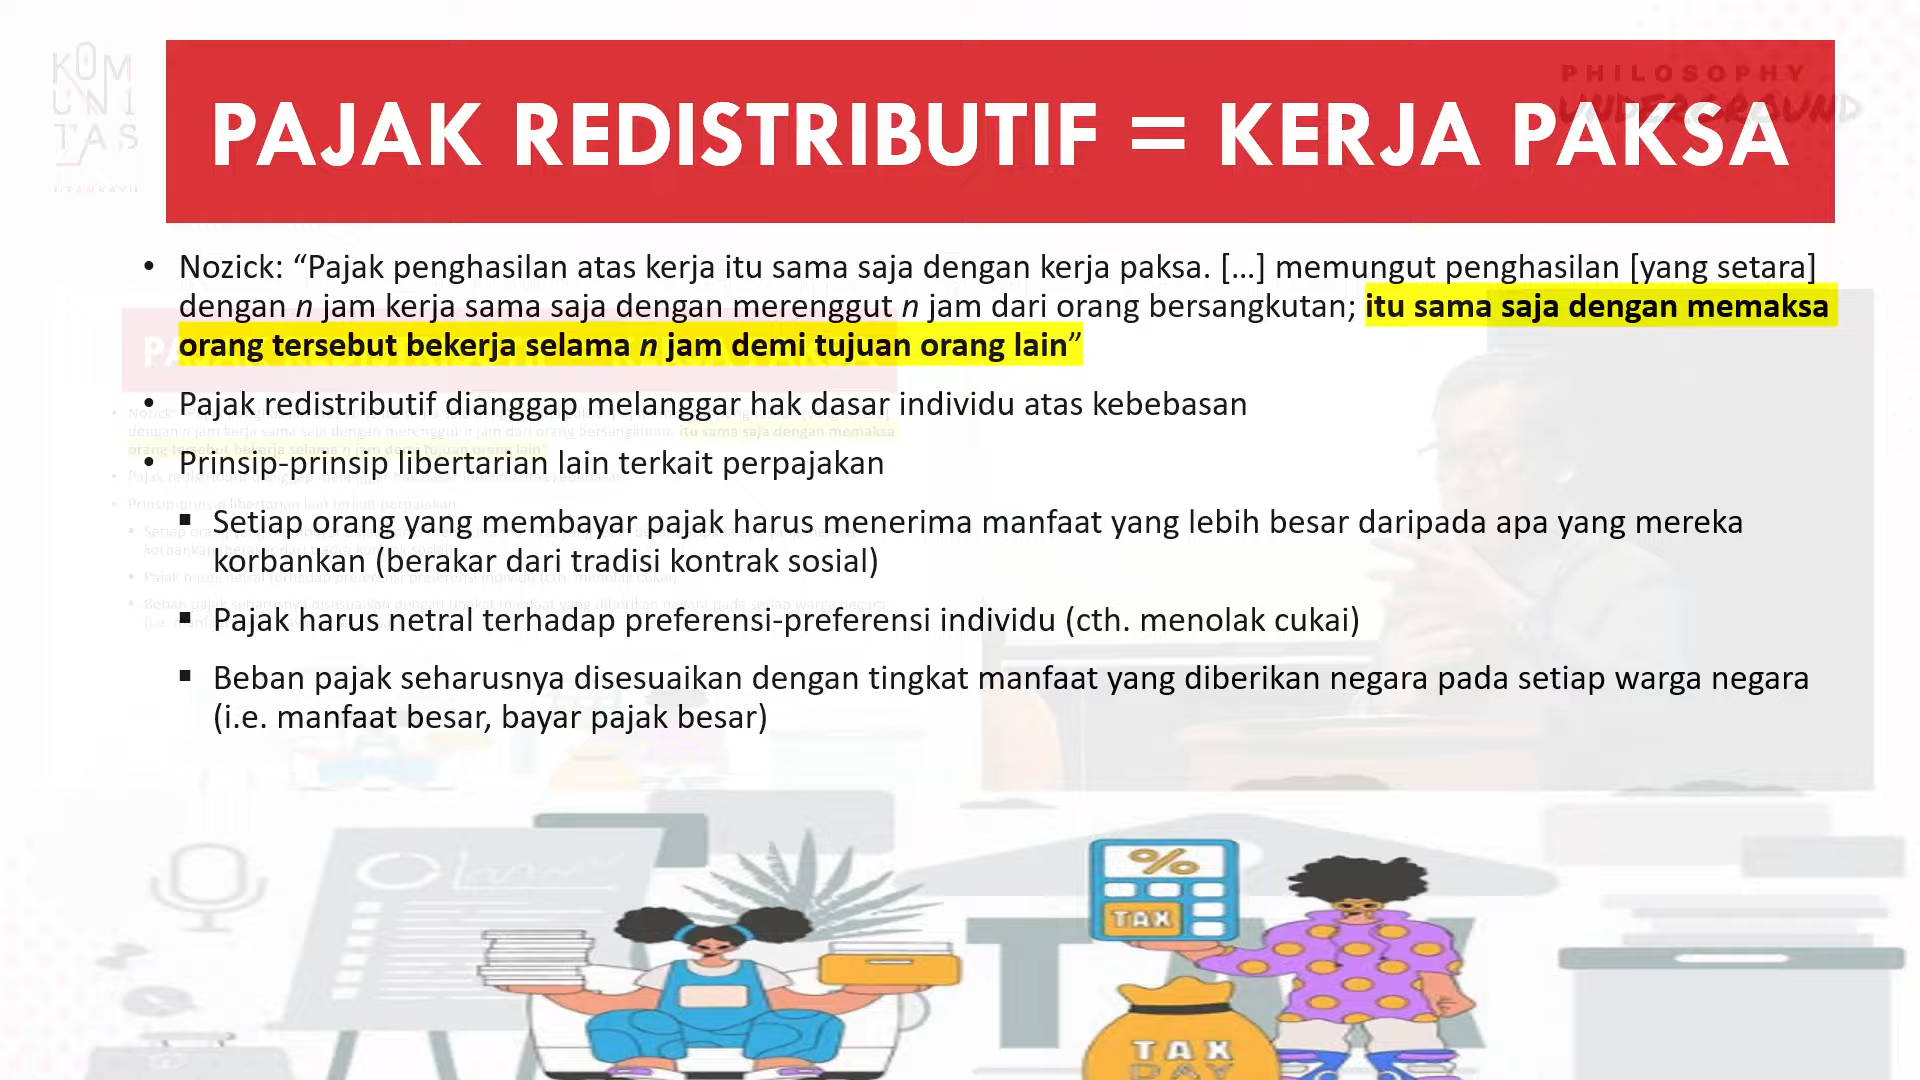 KOMUNITAS
UTAN KAYU
PHILOSOPHY
UNDERGROUND
PAJAK REDISTRIBUTIF = KERJA PAKSA
• Nozick: “Pajak penghasilan atas kerja itu sama saja dengan kerja paksa. […] memungut penghasilan [yang setara]
dengan n jam kerja sama saja dengan merenggut n jam dari orang bersangkutan; itu sama saja dengan memaksa
orang tersebut bekerja selama n jam demi tujuan orang lain”
• Pajak redistributif dianggap melanggar hak dasar individu atas kebebasan
• Prinsip-prinsip libertarian lain terkait perpajakan
▪ Setiap orang yang membayar pajak harus menerima manfaat yang lebih besar daripada apa yang mereka
korbankan (berakar dari tradisi kontrak sosial)
▪ Pajak harus netral terhadap preferensi-preferensi individu (cth. menolak cukai)
▪ Beban pajak seharusnya disesuaikan dengan tingkat manfaat yang diberikan negara pada setiap warga negara
(i.e. manfaat besar, bayar pajak besar)
%
TAX
TAX
PAY